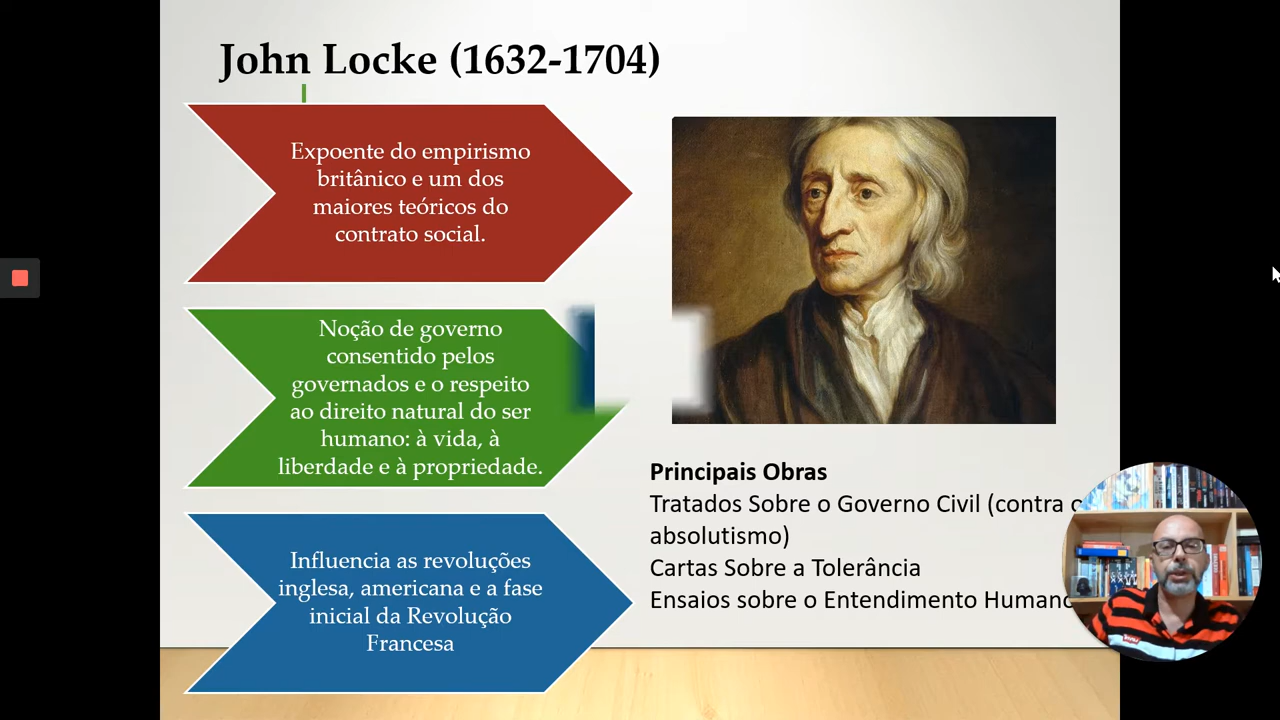 John Locke (1632-1704)
Expoente do empirismo
britânico e um dos
maiores teóricos do
contrato social.
Noção de governo
consentido pelos
governados e o respeito
ao direito natural do ser
humano: à vida, à
liberdade e à propriedade.
Influencia as revoluções
inglesa, americana e a fase
inicial da Revolução
Francesa
Principais Obras
Tratados Sobre o Governo Civil (contra o
absolutismo)
Cartas Sobre a Tolerância
Ensaios sobre o Entendimento Humano